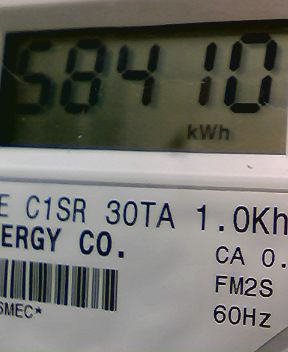 58410
kWh
E C1SR 30TA 1.0Kh
ERGY CO.
CA 0.
FM2S
SMEC*
60Hz